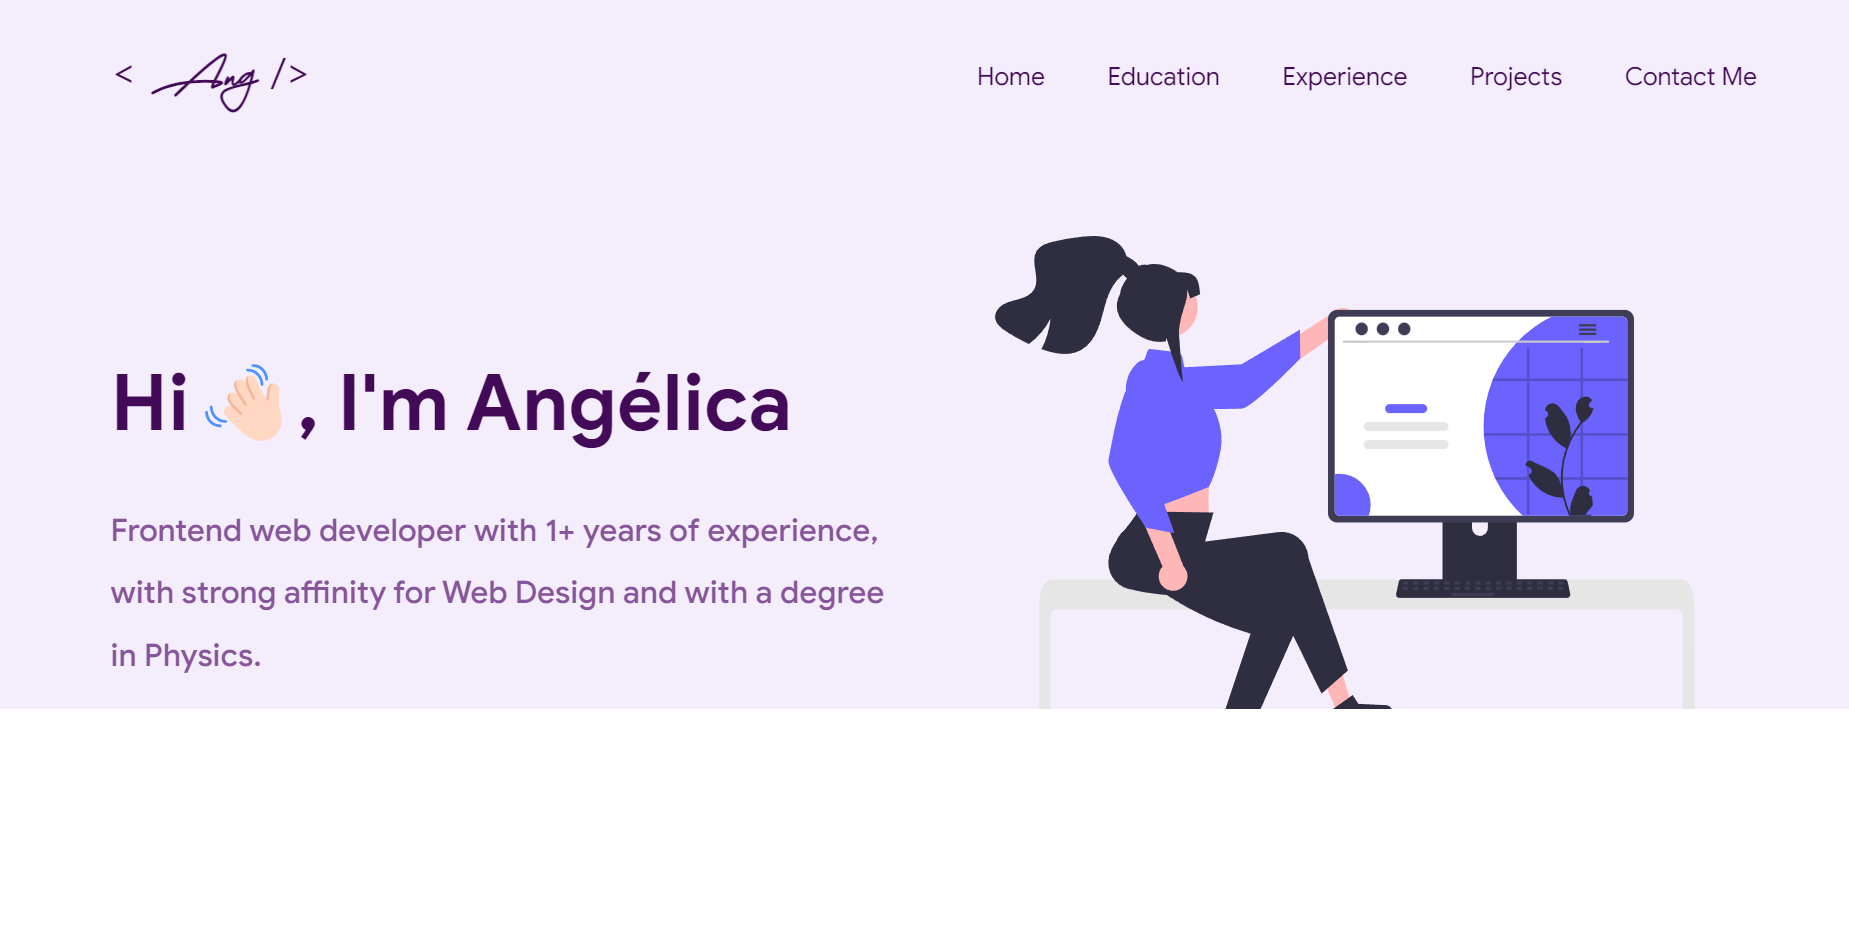 < Ang />
Home Education Experience Projects Contact Me
Hi 👋🏻, I'm Angélica
Frontend web developer with 1+ years of experience,
with strong affinity for Web Design and with a degree
in Physics.